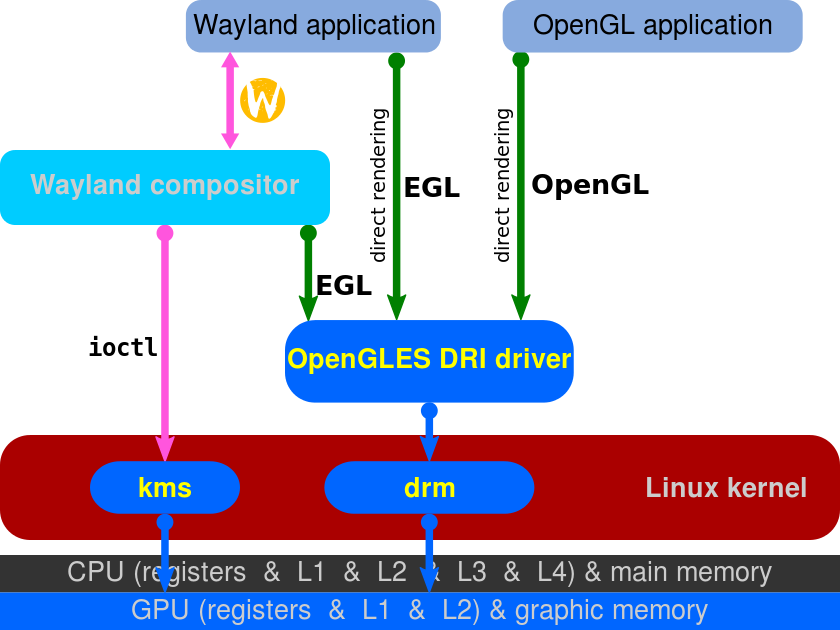 Wayland application
OpenGL application
W
direct rendering
EGL
direct rendering
OpenGL
Wayland compositor
EGL
ioctl
OpenGLES DRI driver
kms
drm
Linux kernel
CPU (registers & L1 & L2 & L3 & L4) & main memory
GPU (registers & L1 & L2) & graphic memory